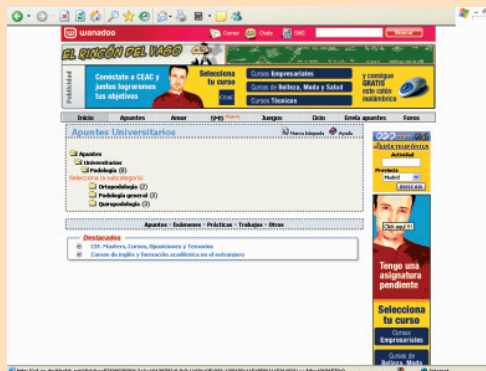 wanadoo Correo Chats SMS Buscar
EL RINCÓN DEL VAGO
Publicidad
Conéctate a CEAC y
juntos lograremos
tus objetivos
Selecciona
tu curso
CEAC
Cursos Empresariales
Cursos de Belleza, Moda y Salud
Cursos Técnicos
y consigue
GRATIS
este ratón
inalámbrico
Inicio Apuntes Amor SMS Nuevo Juegos Ocio Envía apuntes Foros
Apuntes Universitarios
Nueva búsqueda Ayuda
Apuntes
Universitarios
Podología (8)
Selecciona la subcategoría:
Ortopodología (2)
Podología general (3)
Quiropodología (3)
Apuntes - Exámenes - Prácticas - Trabajos - Otros
Destacados
CEF. Masters, Cursos, Oposiciones y Temarios
Cursos de inglés y formación académica en el extranjero
GUÍA TELEFÓNICA
Actividad
Provincia
Madrid
BUSCAR
Click aquí !!!
Tengo una
asignatura
pendiente
Selecciona
tu curso
Cursos
Empresariales
Cursos de
Belleza, Moda
Internet